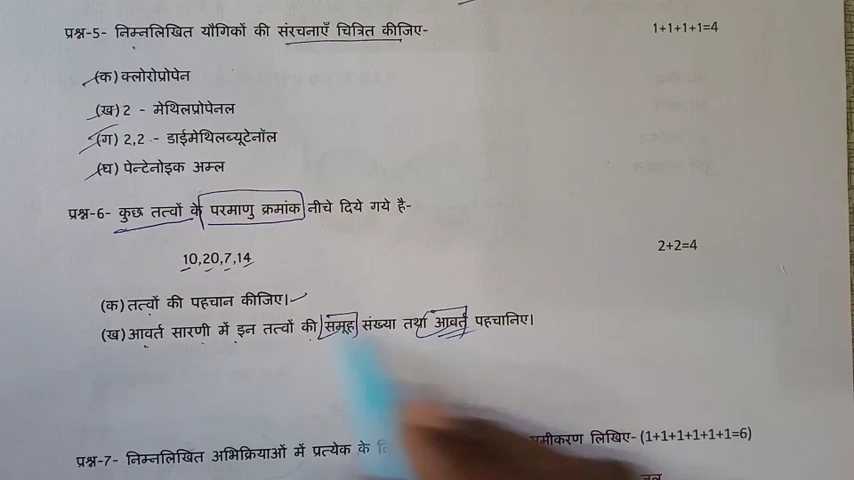 प्रश्न-5- निम्नलिखित यौगिकों की संरचनाएँ चित्रित कीजिए- 1+1+1+1=4
(क) क्लोरोप्रोपेन
(ख) 2 - मेथिलप्रोपेनल
(ग) 2,2 - डाईमेथिलब्यूटेनॉल
(घ) पेन्टेनोइक अम्ल
प्रश्न-6- कुछ तत्वों के परमाणु क्रमांक नीचे दिये गये है-
2+2=4
10,20,7,14
(क) तत्वों की पहचान कीजिए।
(ख) आवर्त सारणी में इन तत्वों की समूह संख्या तथा आवर्त पहचानिए।
प्रश्न-7- निम्नलिखित अभिक्रियाओं में प्रत्येक के लिखिए- (1+1+1+1+1+1=6)